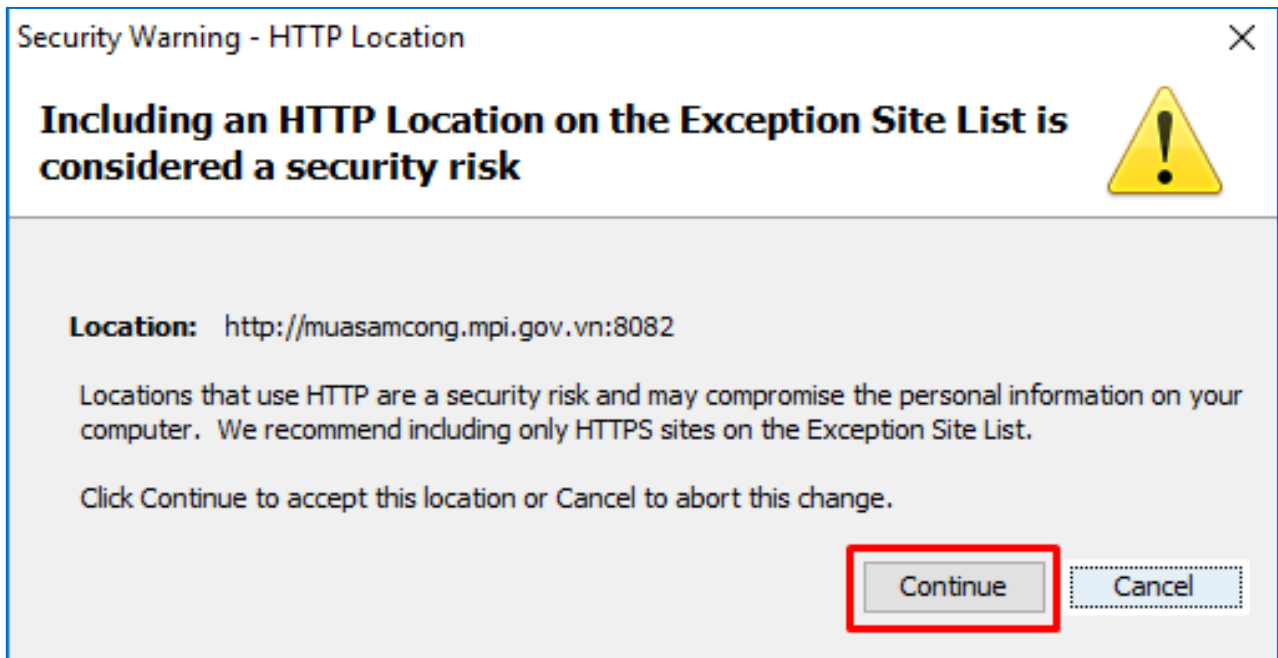 Security Warning - HTTP Location
Including an HTTP Location on the Exception Site List is
considered a security risk
Location: http://muasamcong.mpi.gov.vn:8082
Locations that use HTTP are a security risk and may compromise the personal information on your
computer. We recommend including only HTTPS sites on the Exception Site List.
Click Continue to accept this location or Cancel to abort this change.
Continue Cancel